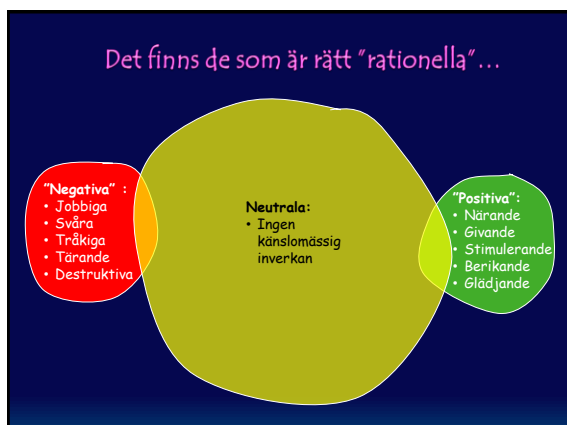 Det finns de som är rätt ”rationella”…
”Negativa” :
• Jobbiga
• Svåra
• Tråkiga
• Tärande
• Destruktiva
Neutrala:
• Ingen
känslomässig
inverkan
”Positiva”:
• Närande
• Givande
• Stimulerande
• Berikande
• Glädjande